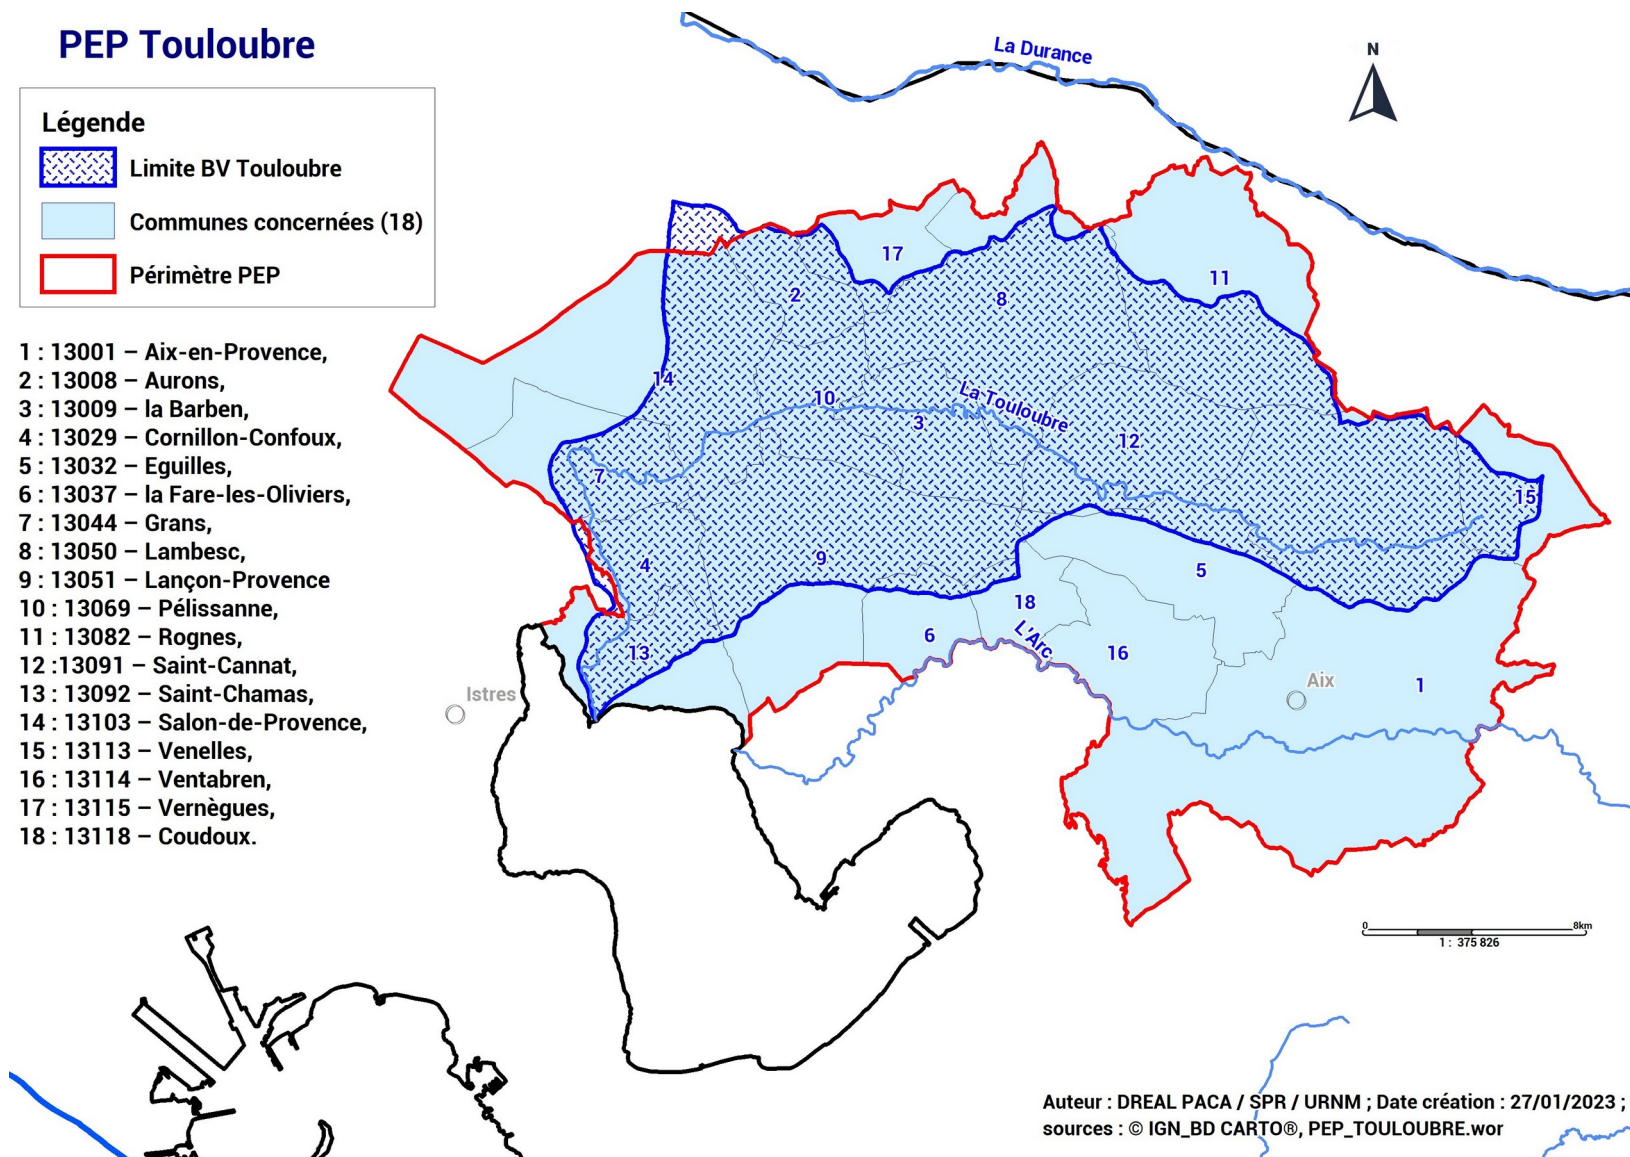 PEP Touloubre
Légende
Limite BV Touloubre
Communes concernées (18)
Périmètre PEP
1 : 13001 – Aix-en-Provence,
2 : 13008 – Aurons,
3 : 13009 – la Barben,
4 : 13029 – Cornillon-Confoux,
5 : 13032 – Eguilles,
6 : 13037 – la Fare-les-Oliviers,
7 : 13044 – Grans,
8 : 13050 – Lambesc,
9 : 13051 – Lançon-Provence
10 : 13069 – Pélissanne,
11 : 13082 – Rognes,
12 :13091 – Saint-Cannat,
13 : 13092 – Saint-Chamas,
14 : 13103 – Salon-de-Provence,
15 : 13113 – Venelles,
16 : 13114 – Ventabren,
17 : 13115 – Vernègues,
18 : 13118 – Coudoux.
La Durance
N
17
11
2
8
14
10
La Touloubre
3
12
7
15
4
9
5
18
6
L'Arc
13
16
Istres
Aix
1
0
8km
1 : 375 826
Auteur : DREAL PACA / SPR / URNM ; Date création : 27/01/2023 ;
sources : © IGN_BD CARTO®, PEP_TOULOUBRE.wor